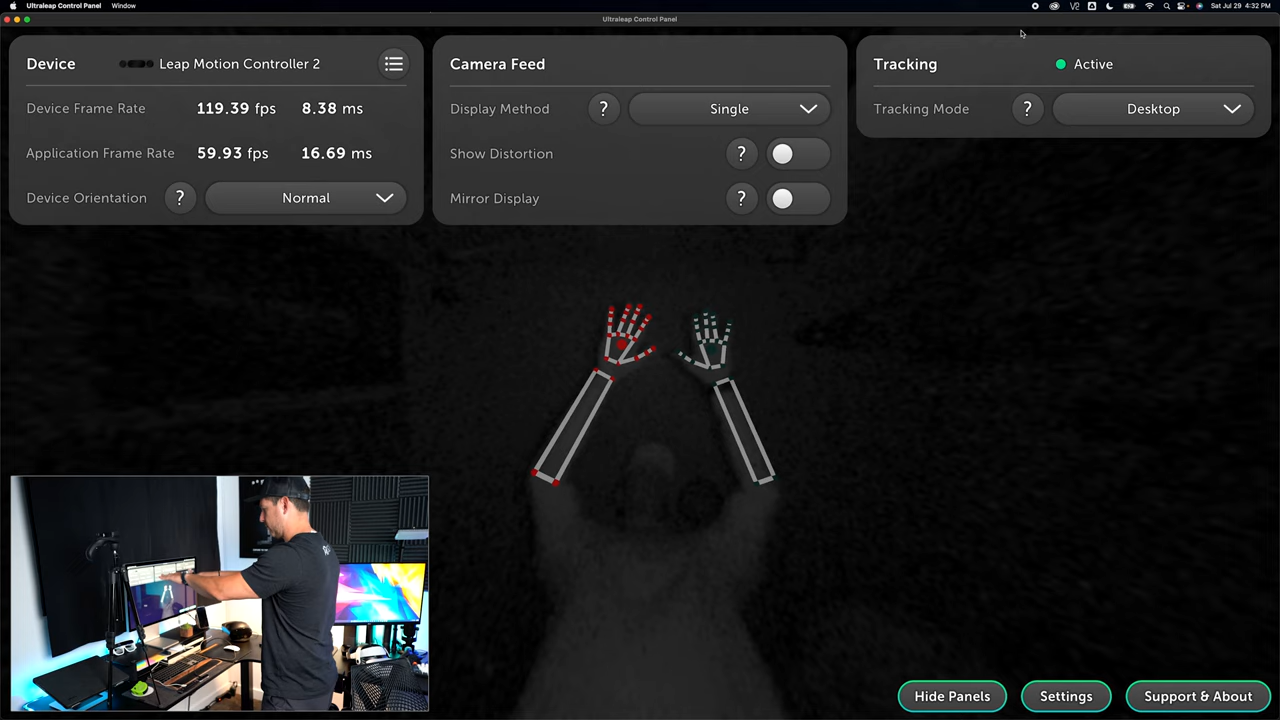 Ultraleap Control Panel Window
Sat Jul 29 4:32 PM
Ultraleap Control Panel
Device Leap Motion Controller 2
Device Frame Rate 119.39 fps 8.38 ms
Application Frame Rate 59.93 fps 16.69 ms
Device Orientation ? Normal
Camera Feed
Display Method ? Single
Show Distortion ?
Mirror Display ?
Tracking Active
Tracking Mode ? Desktop
Hide Panels Settings Support & About